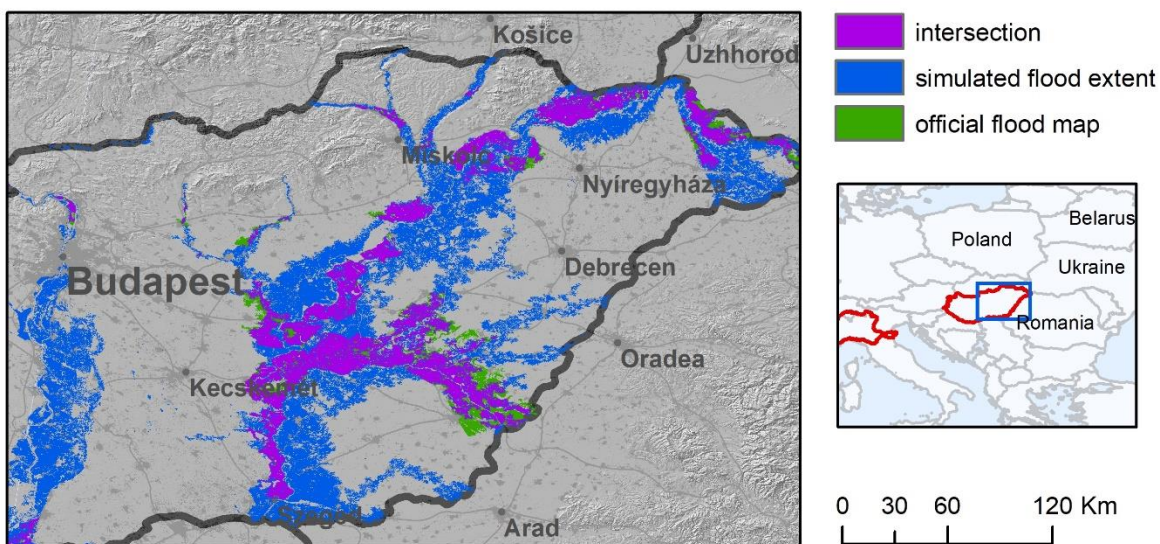 Košice
Uzhhorod
Miskolc
Nyíregyháza
Budapest
Debrecen
Oradea
Kecskemét
Szeged
Arad
intersection
simulated flood extent
official flood map
Belarus
Poland
Ukraine
Romania
0 30 60 120 Km